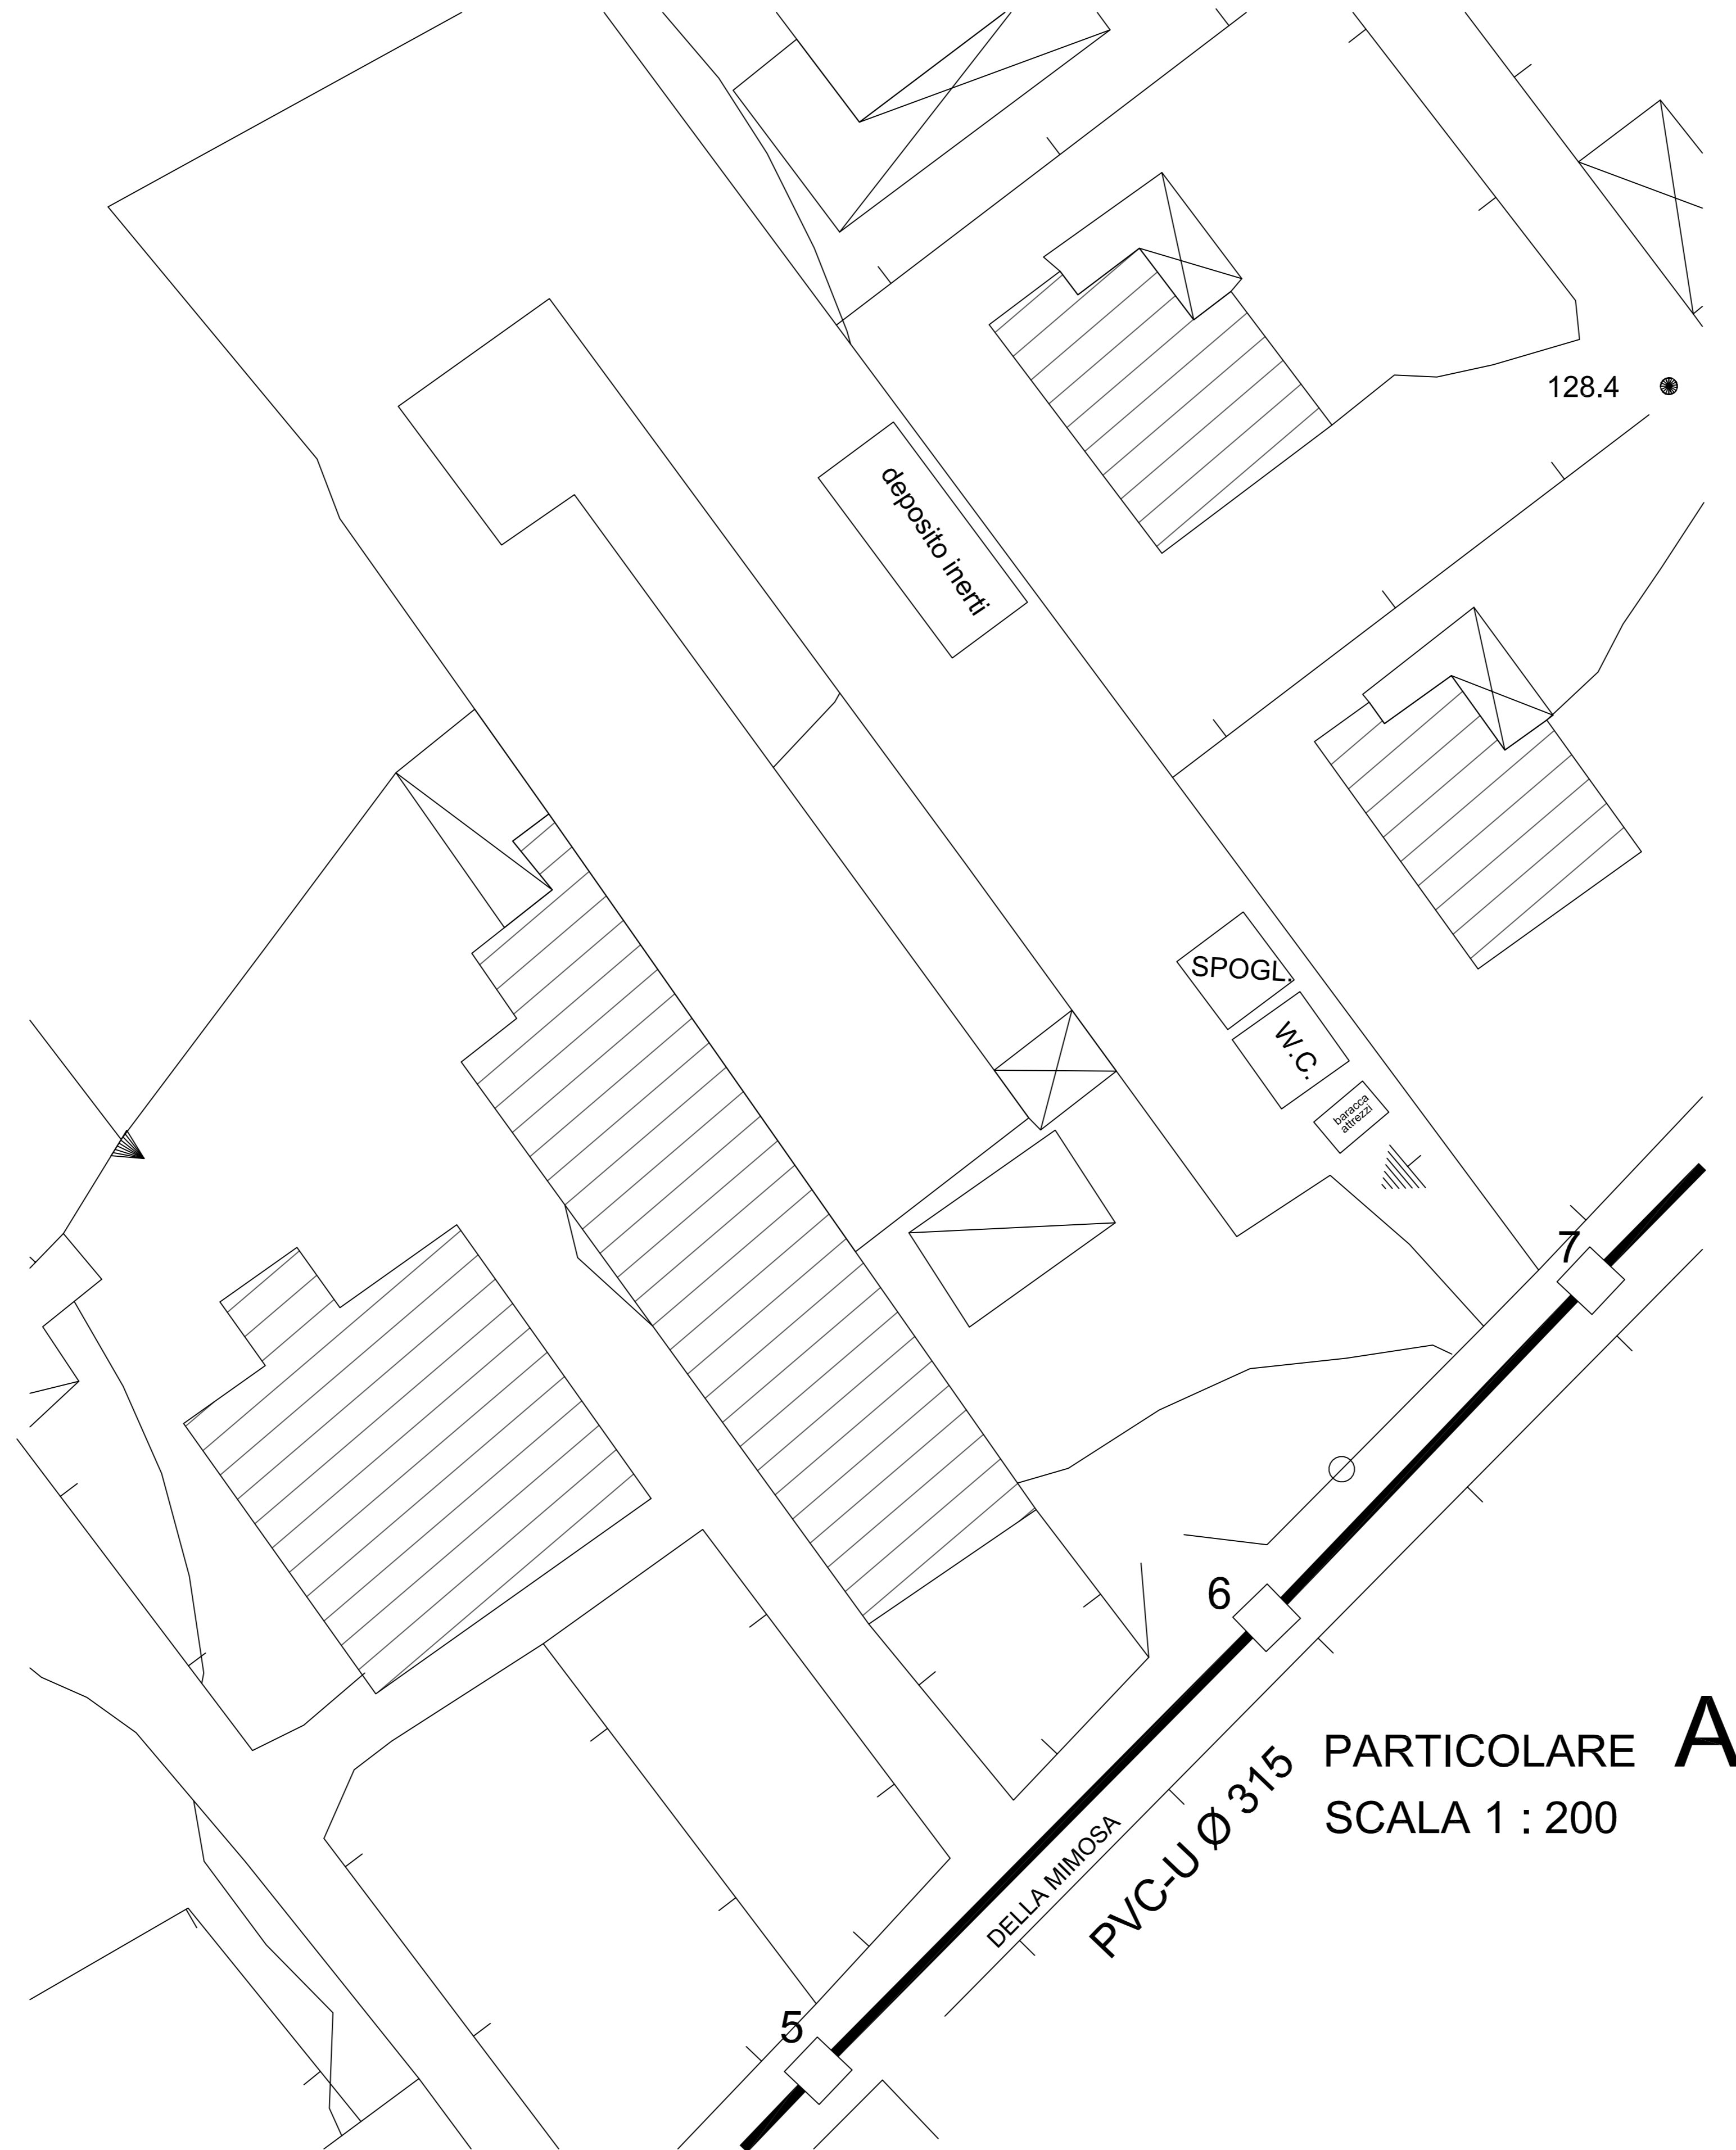 128.4
deposito inerti
SPOGL.
W.C.
baracca
attrezzi
7
6
PARTICOLARE A
SCALA 1 : 200
PVC-U Ø 315
DELLA MIMOSA
5